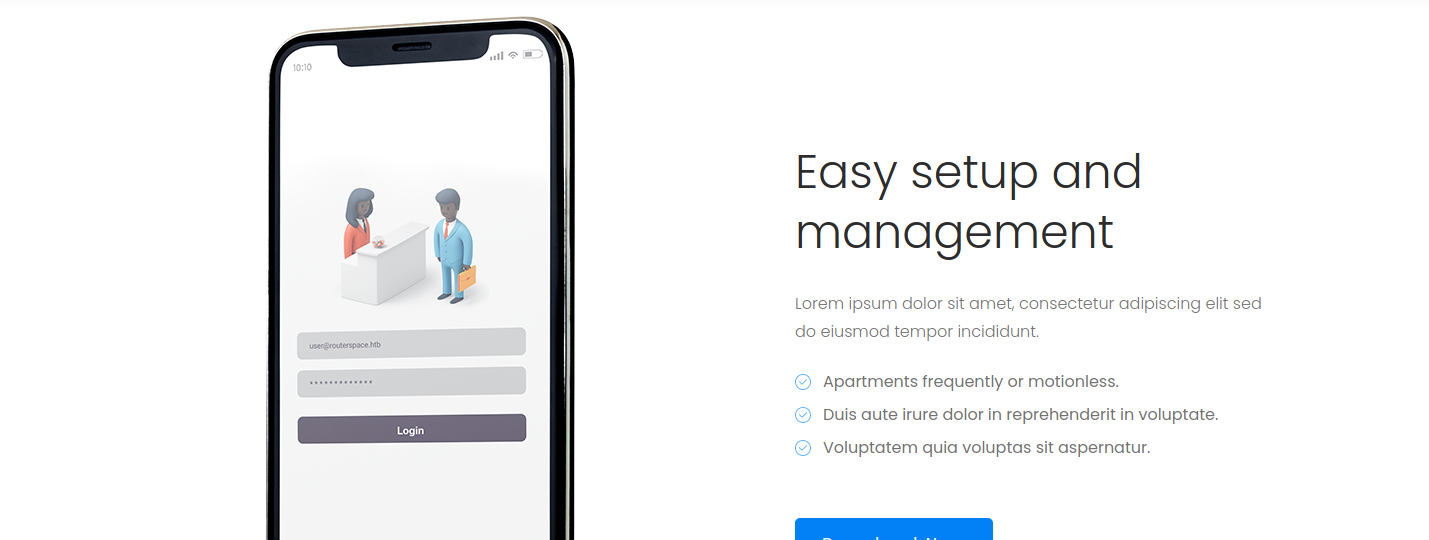 10:10
user@routerspace.htb
Login
Easy setup and
management
Lorem ipsum dolor sit amet, consectetur adipiscing elit sed
do eiusmod tempor incididunt.
Apartments frequently or motionless.
Duis aute irure dolor in reprehenderit in voluptate.
Voluptatem quia voluptas sit aspernatur.